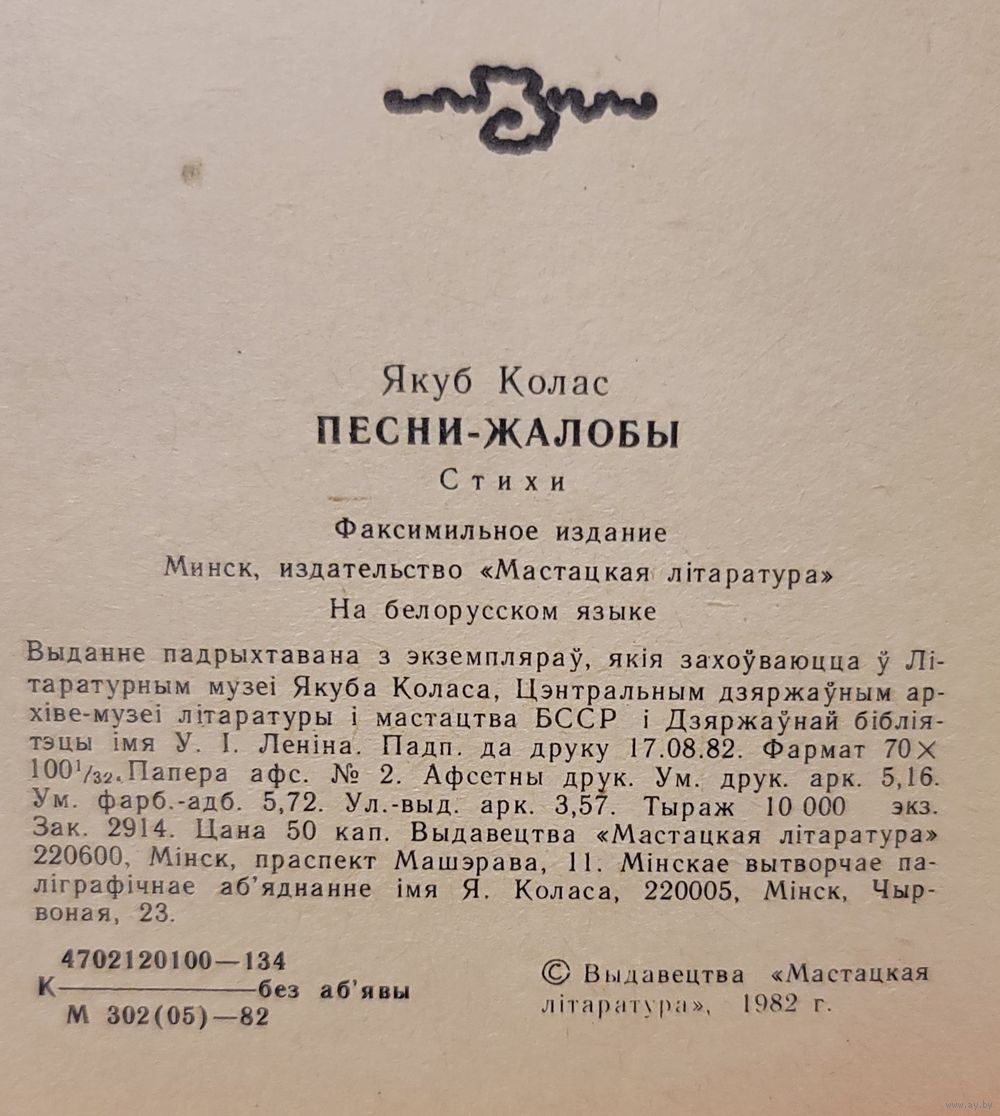 Якуб Колас
ПЕСНИ-ЖАЛОБЫ
Стихи
Факсимильное издание
Минск, издательство «Мастацкая літаратура»
На белорусском языке
Выданне падрыхтавана з экземпляраў, якія захоўваюцца ў Лі-
таратурным музеі Якуба Коласа, Цэнтральным дзяржаўным ар-
хіве-музеі літаратуры і мастацтва БССР і Дзяржаўнай біблія-
тэцы імя У. І. Леніна. Падп. да друку 17.08.82. Фармат 70×
100¹/₃₂. Папера афс. № 2. Афсетны друк. Ум. друк. арк. 5,16.
Ум. фарб.-адб. 5,72. Ул.-выд. арк. 3,57. Тыраж 10 000 экз.
Зак. 2914. Цана 50 кап. Выдавецтва «Мастацкая літаратура»
220600, Мінск, праспект Машэрава, 11. Мінскае вытворчае па-
ліграфічнае аб’яднанне імя Я. Коласа, 220005, Мінск, Чыр-
воная, 23.
4702120100—134
К————без аб’явы
М 302(05)—82
© Выдавецтва «Мастацкая
літаратура», 1982 г.
www.ay.by